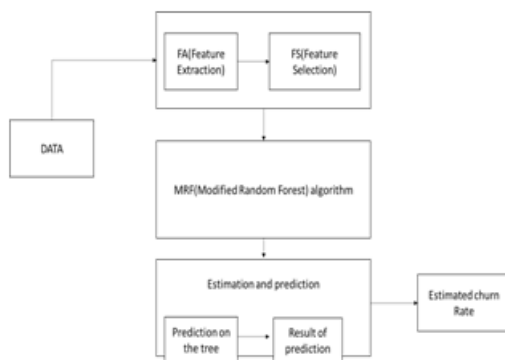 FA(Feature
Extraction)
FS(Feature
Selection)
DATA
MRF(Modified Random Forest) algorithm
Estimation and prediction
Prediction on
the tree
Result of
prediction
Estimated churn
Rate